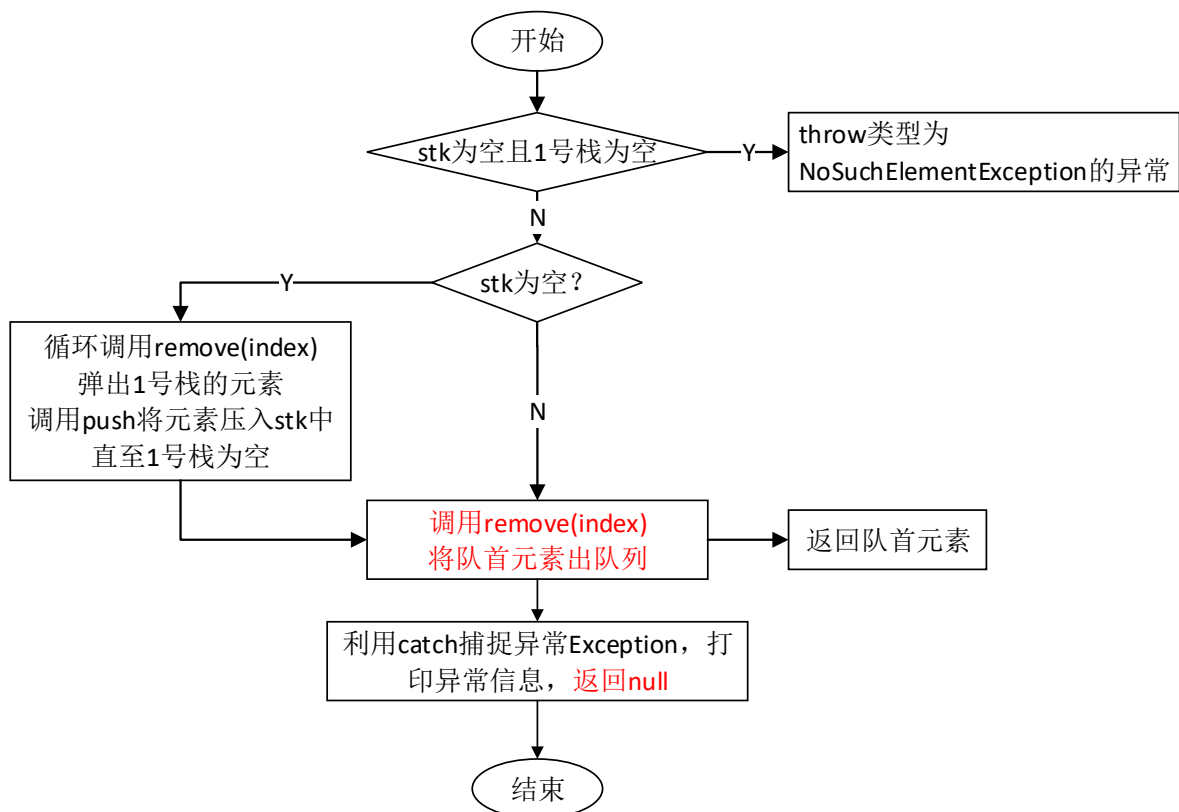 开始
stk为空且1号栈为空
Y
throw类型为
NoSuchElementException的异常
N
stk为空?
Y
循环调用remove(index)
弹出1号栈的元素
调用push将元素压入stk中
直至1号栈为空
N
调用remove(index)
将队首元素出队列
返回队首元素
利用catch捕捉异常Exception，打
印异常信息，返回null
结束